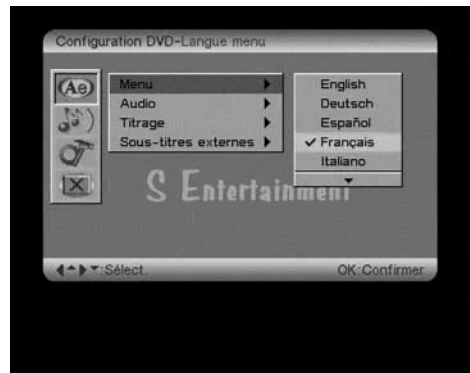 Configuration DVD-Langue menu
Ae
Menu
Audio
Titrage
Sous-titres externes
English
Deutsch
Español
✓ Français
Italiano
S Entertainment
:Sélect.
OK:Confirmer